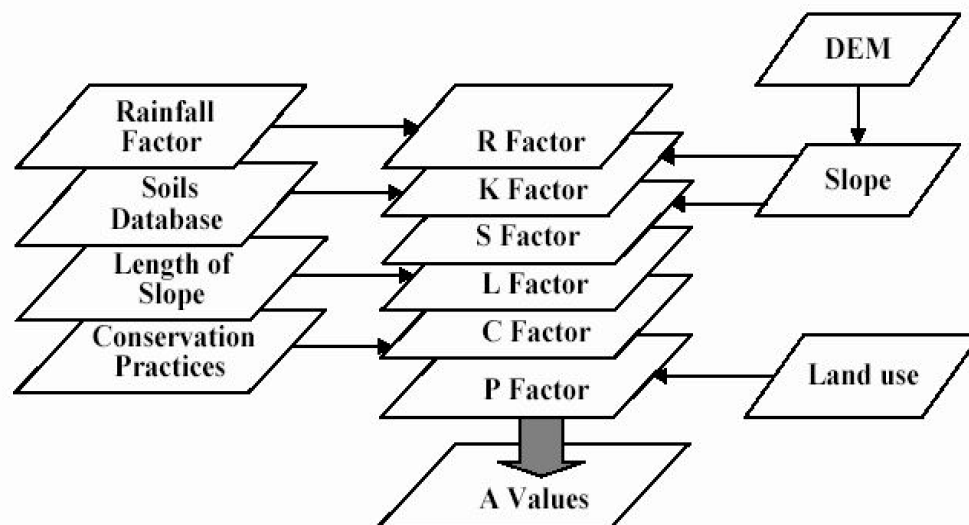 Rainfall
Factor
Soils
Database
Length of
Slope
Conservation
Practices
R Factor
K Factor
S Factor
L Factor
C Factor
P Factor
A Values
DEM
Slope
Land use